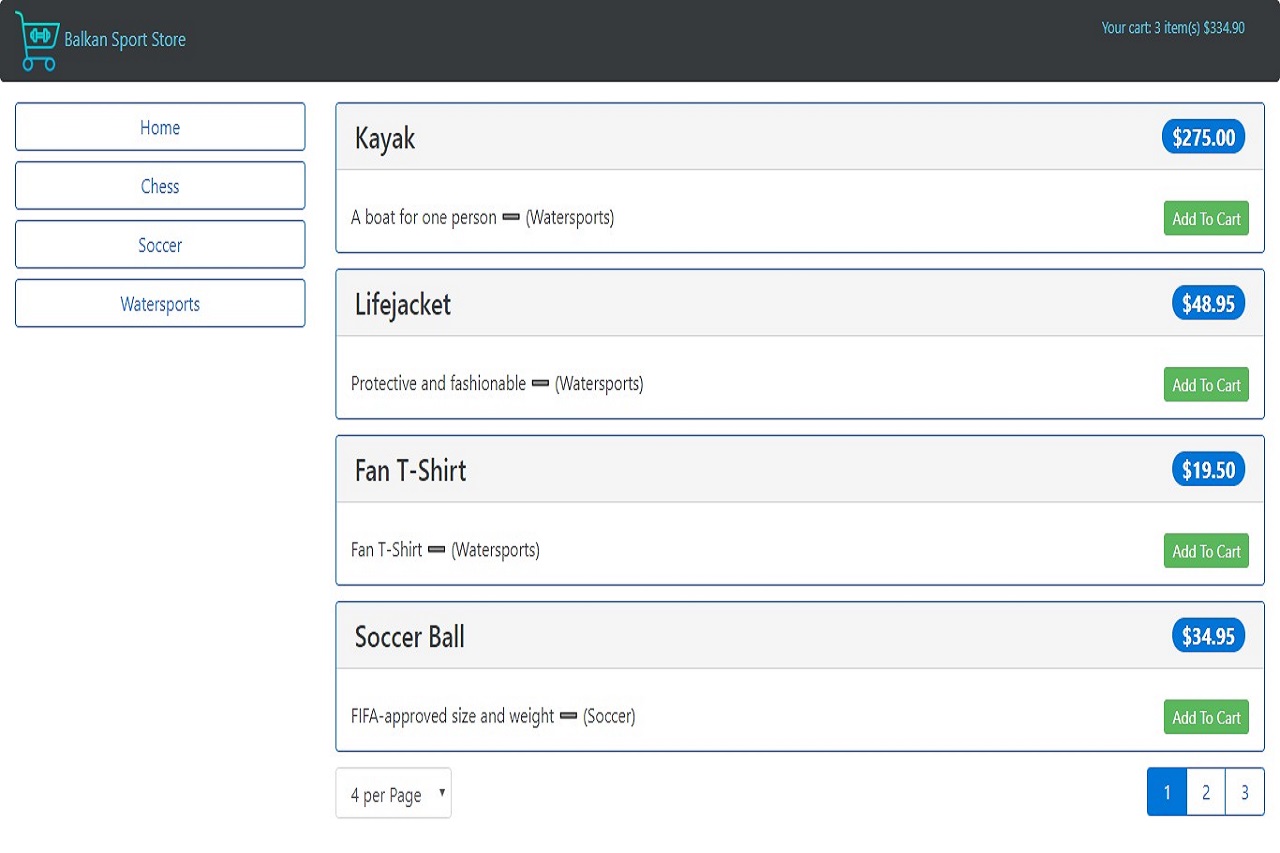 Balkan Sport Store
Your cart: 3 item(s) $334.90
Home
Chess
Soccer
Watersports
Kayak
$275.00
A boat for one person (Watersports)
Add To Cart
Lifejacket
$48.95
Protective and fashionable (Watersports)
Add To Cart
Fan T-Shirt
$19.50
Fan T-Shirt (Watersports)
Add To Cart
Soccer Ball
$34.95
FIFA-approved size and weight (Soccer)
Add To Cart
4 per Page
1 2 3